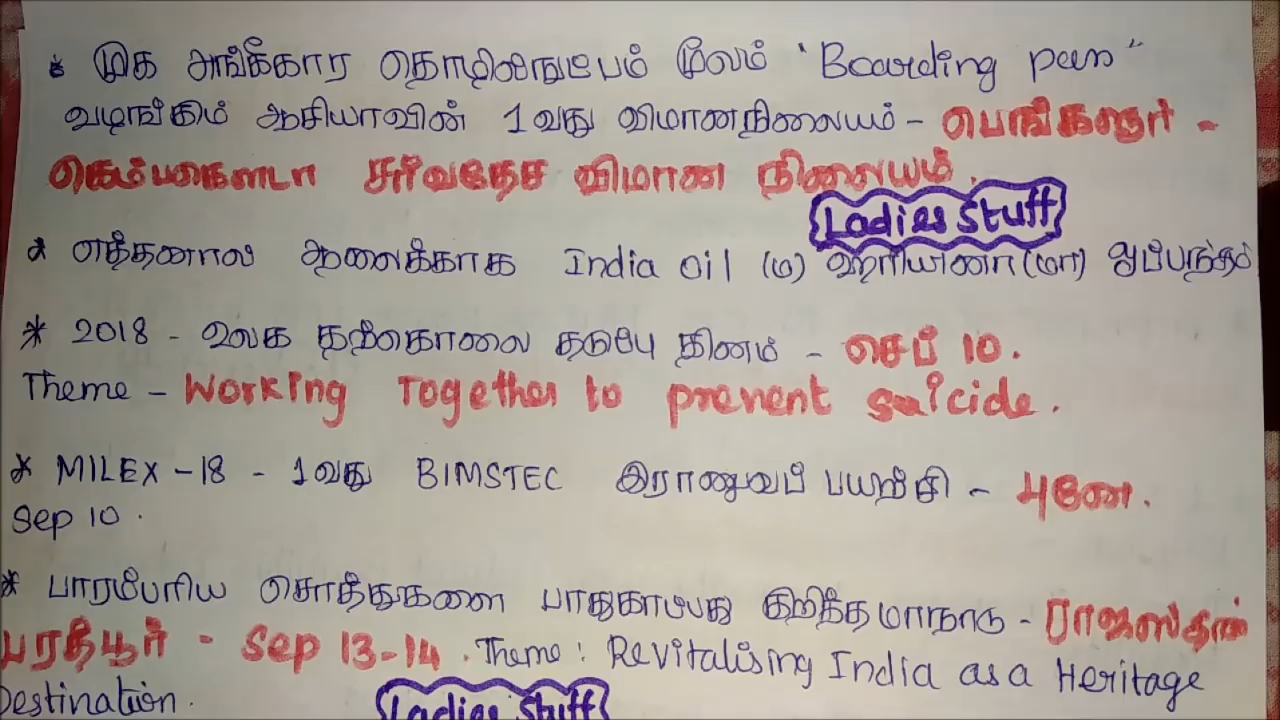 * முக அங்கீகார தொழில்நுட்பம் மூலம் "Boarding pass"
வழங்கும் ஆசியாவின் 1வது விமானநிலையம் - பெங்களூர் -
கெம்பகௌடா சர்வதேச விமான நிலையம்.
Ladies Stuff
* எத்தனால் ஆலைக்காக India oil (ம) ஹரியானா (மா) ஒப்பந்தம்
* 2018 - உலக தற்கொலை தடுப்பு தினம் - செப் 10.
Theme - Working Together to prevent suicide.
* MILEX -18 - 1வது BIMSTEC இராணுவப் பயிற்சி - புனே.
Sep 10.
* பாரம்பரிய சொத்துகளை பாதுகாப்பது குறித்த மாநாடு - ராஜஸ்தான்
பரத்பூர் - Sep 13-14. Theme : Revitalising India as a Heritage
Destination.
Ladies Stuff